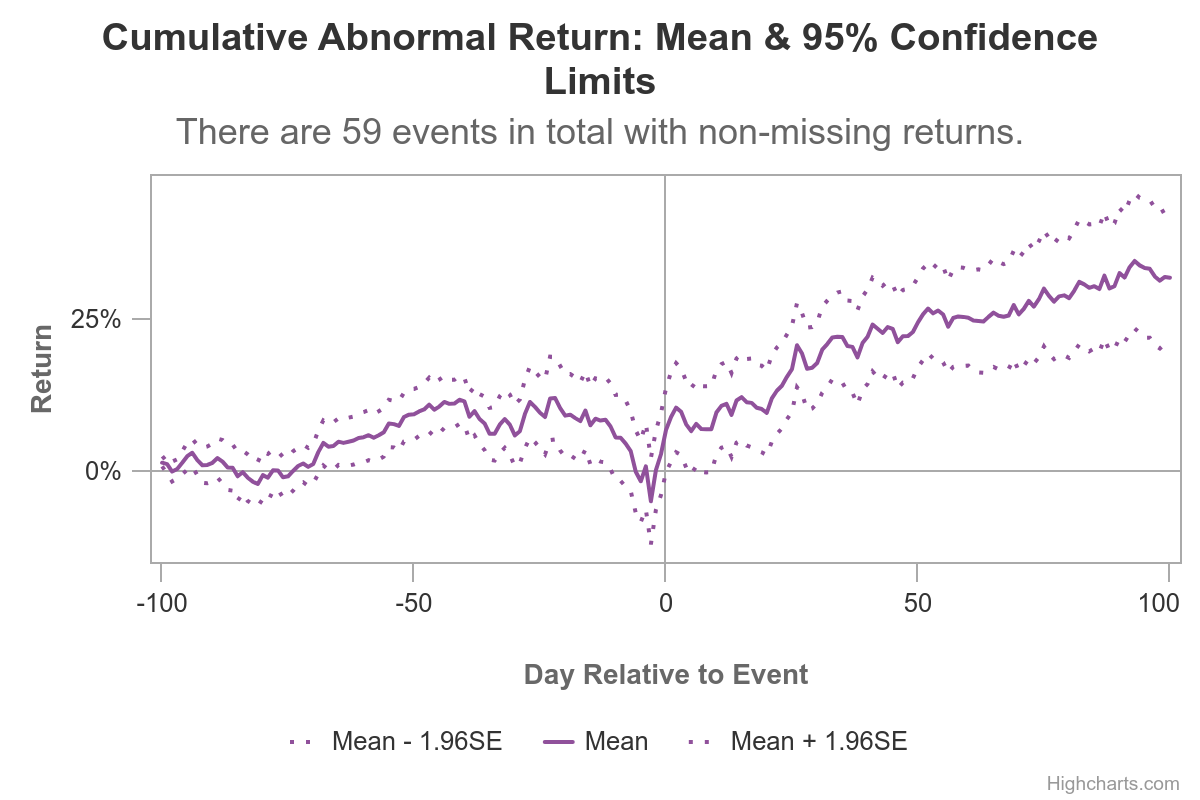 Cumulative Abnormal Return: Mean & 95% Confidence
Limits
There are 59 events in total with non-missing returns.
Return
25%
0%
-100
-50
0
50
100
Day Relative to Event
Mean - 1.96SE
Mean
Mean + 1.96SE
Highcharts.com